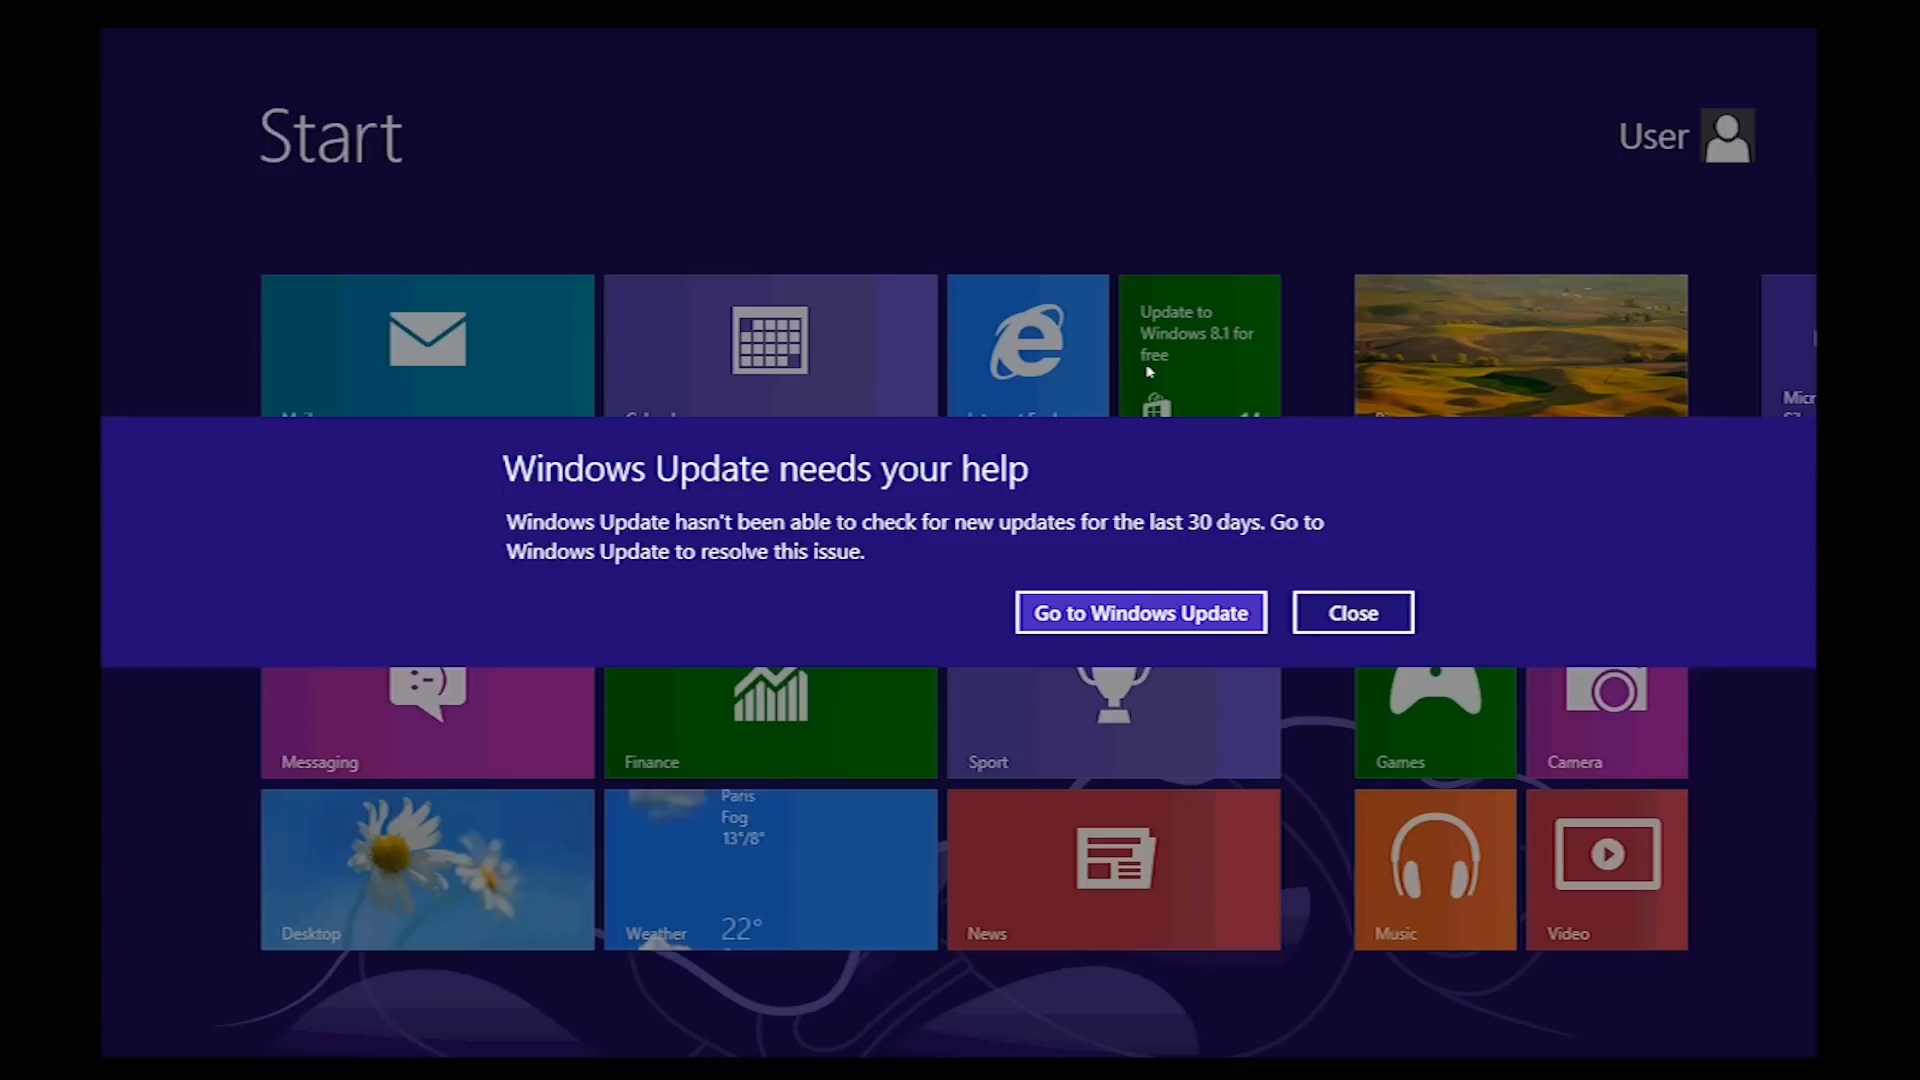 Start
User
Update to
Windows 8.1 for
free
Windows Update needs your help
Windows Update hasn't been able to check for new updates for the last 30 days. Go to
Windows Update to resolve this issue.
Go to Windows Update
Close
Messaging
Finance
Sport
Games
Camera
Paris
Fog
13°/8°
Desktop
Weather
22°
News
Music
Video